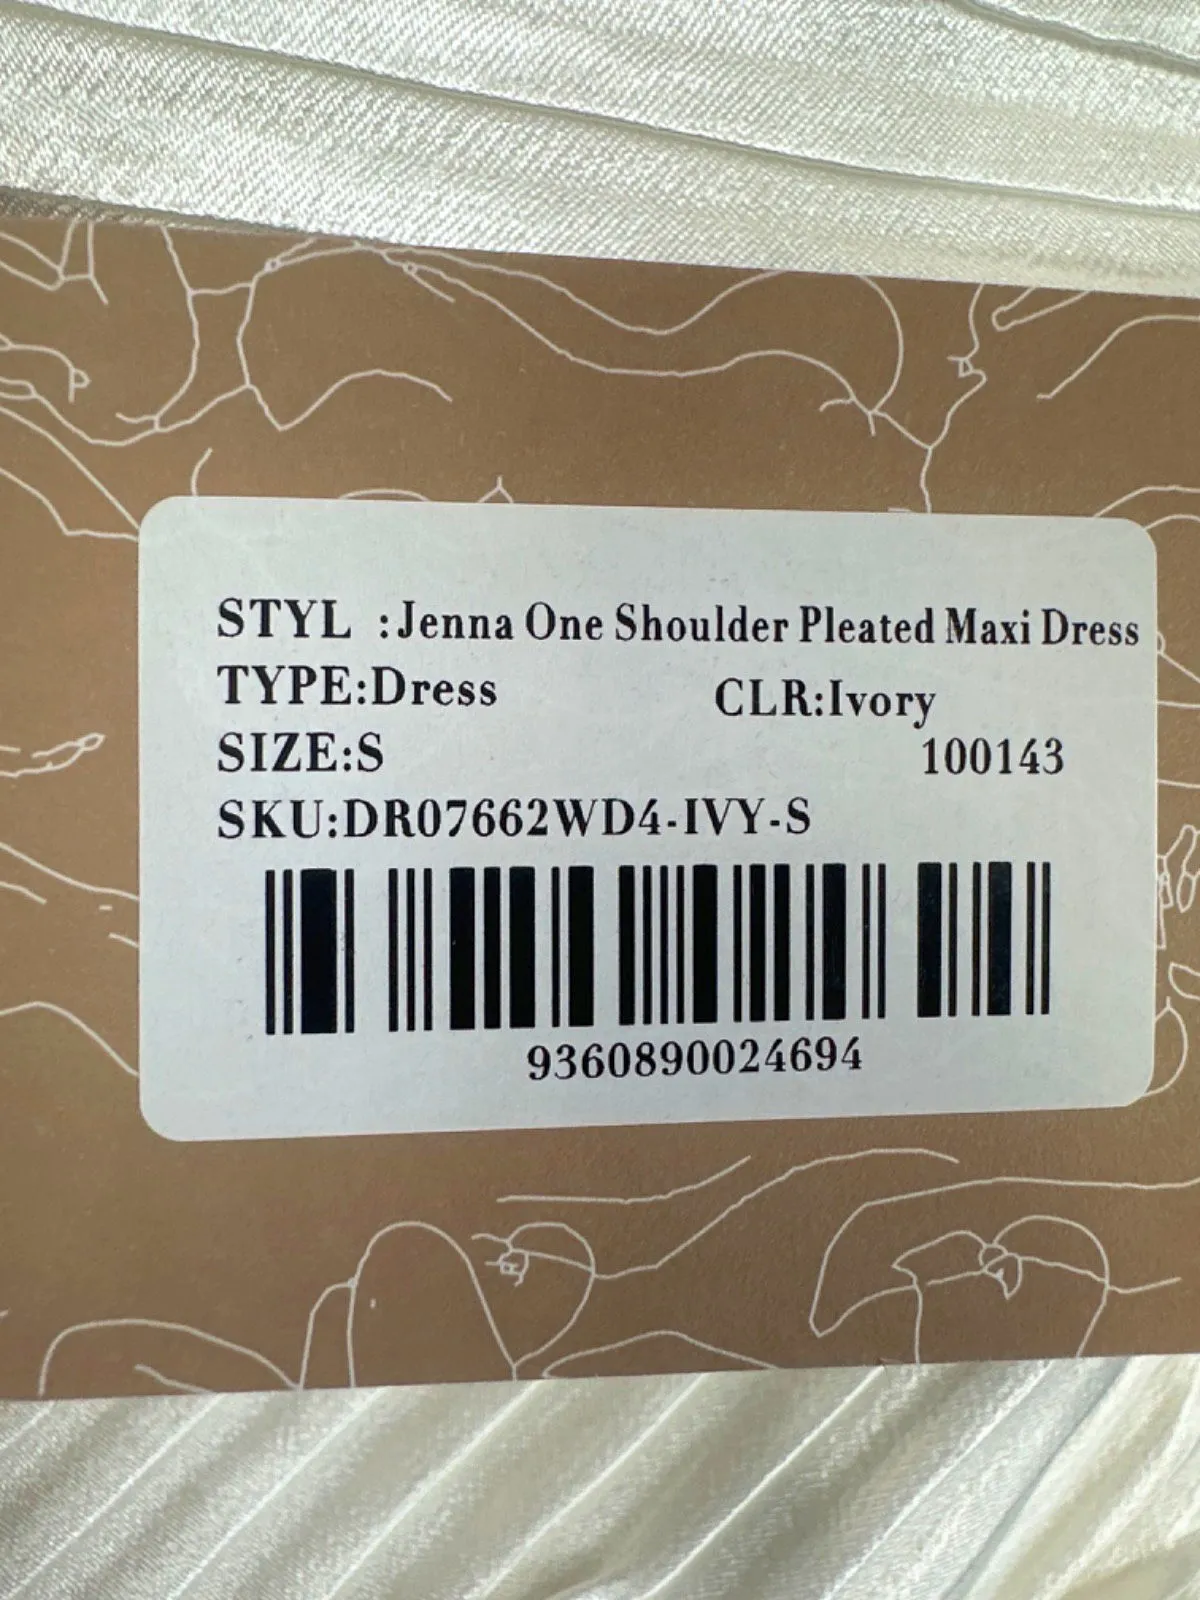 STYL :Jenna One Shoulder Pleated Maxi Dress
TYPE:Dress CLR:Ivory
SIZE:S 100143
SKU:DR07662WD4-IVY-S
9360890024694